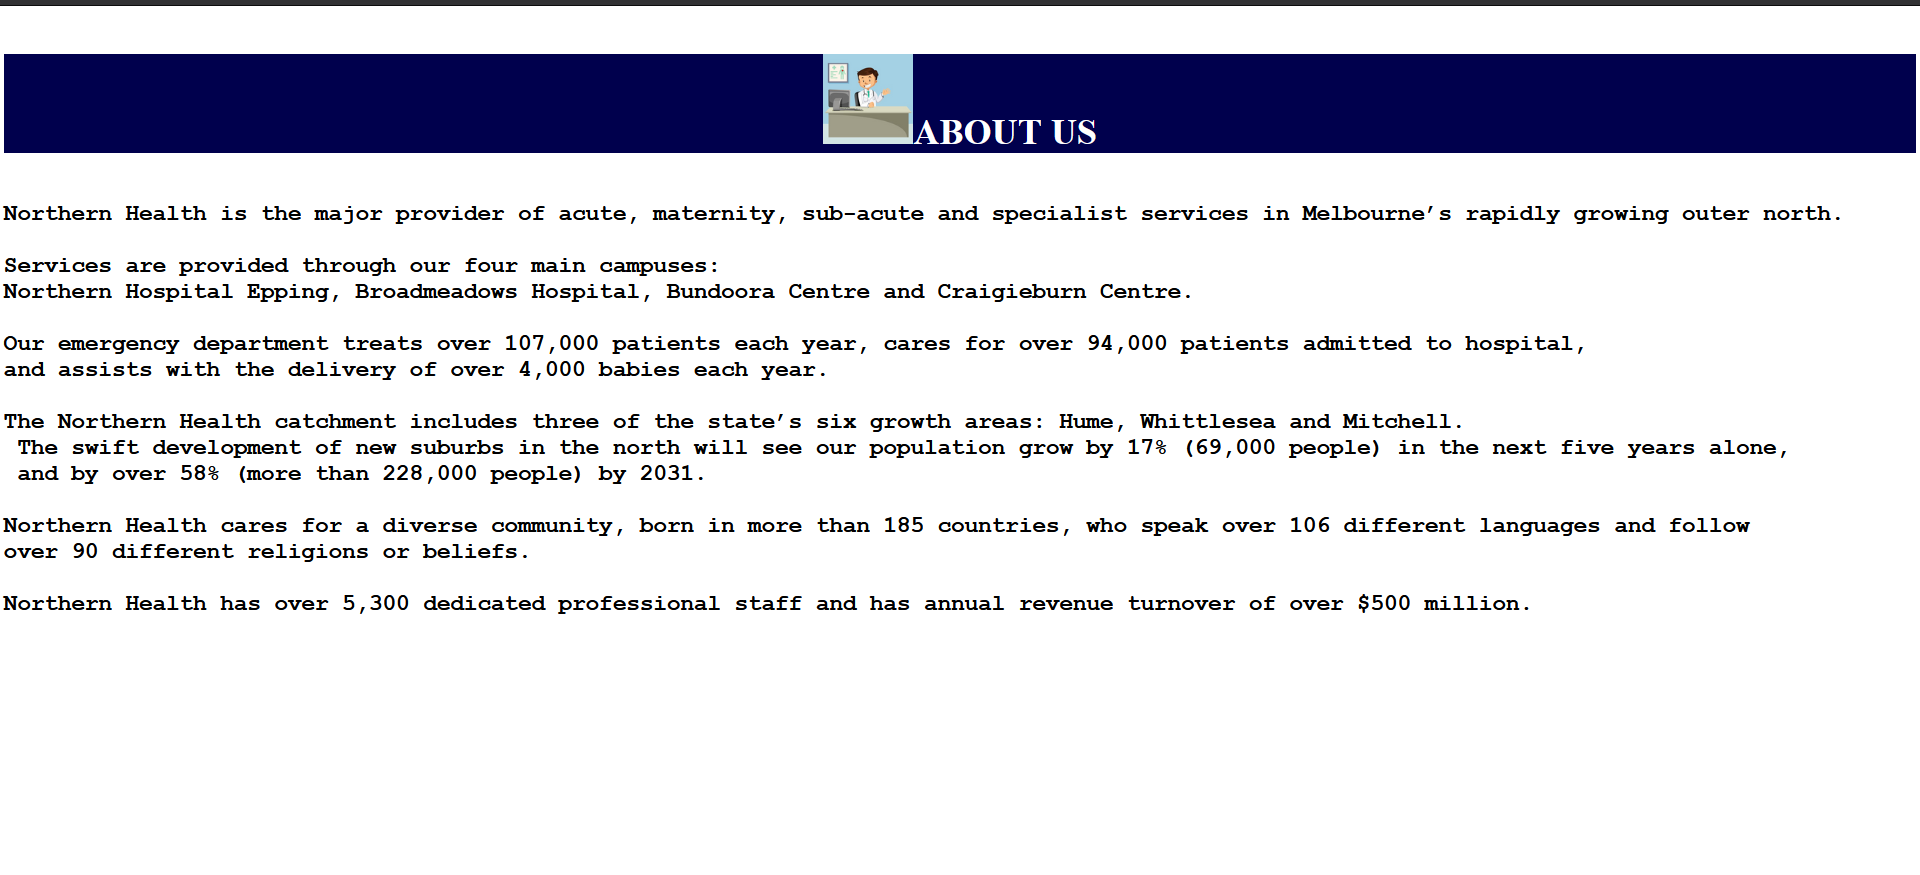 ABOUT US
Northern Health is the major provider of acute, maternity, sub-acute and specialist services in Melbourne’s rapidly growing outer north.
Services are provided through our four main campuses:
Northern Hospital Epping, Broadmeadows Hospital, Bundoora Centre and Craigieburn Centre.
Our emergency department treats over 107,000 patients each year, cares for over 94,000 patients admitted to hospital,
and assists with the delivery of over 4,000 babies each year.
The Northern Health catchment includes three of the state’s six growth areas: Hume, Whittlesea and Mitchell.
The swift development of new suburbs in the north will see our population grow by 17% (69,000 people) in the next five years alone,
and by over 58% (more than 228,000 people) by 2031.
Northern Health cares for a diverse community, born in more than 185 countries, who speak over 106 different languages and follow
over 90 different religions or beliefs.
Northern Health has over 5,300 dedicated professional staff and has annual revenue turnover of over $500 million.